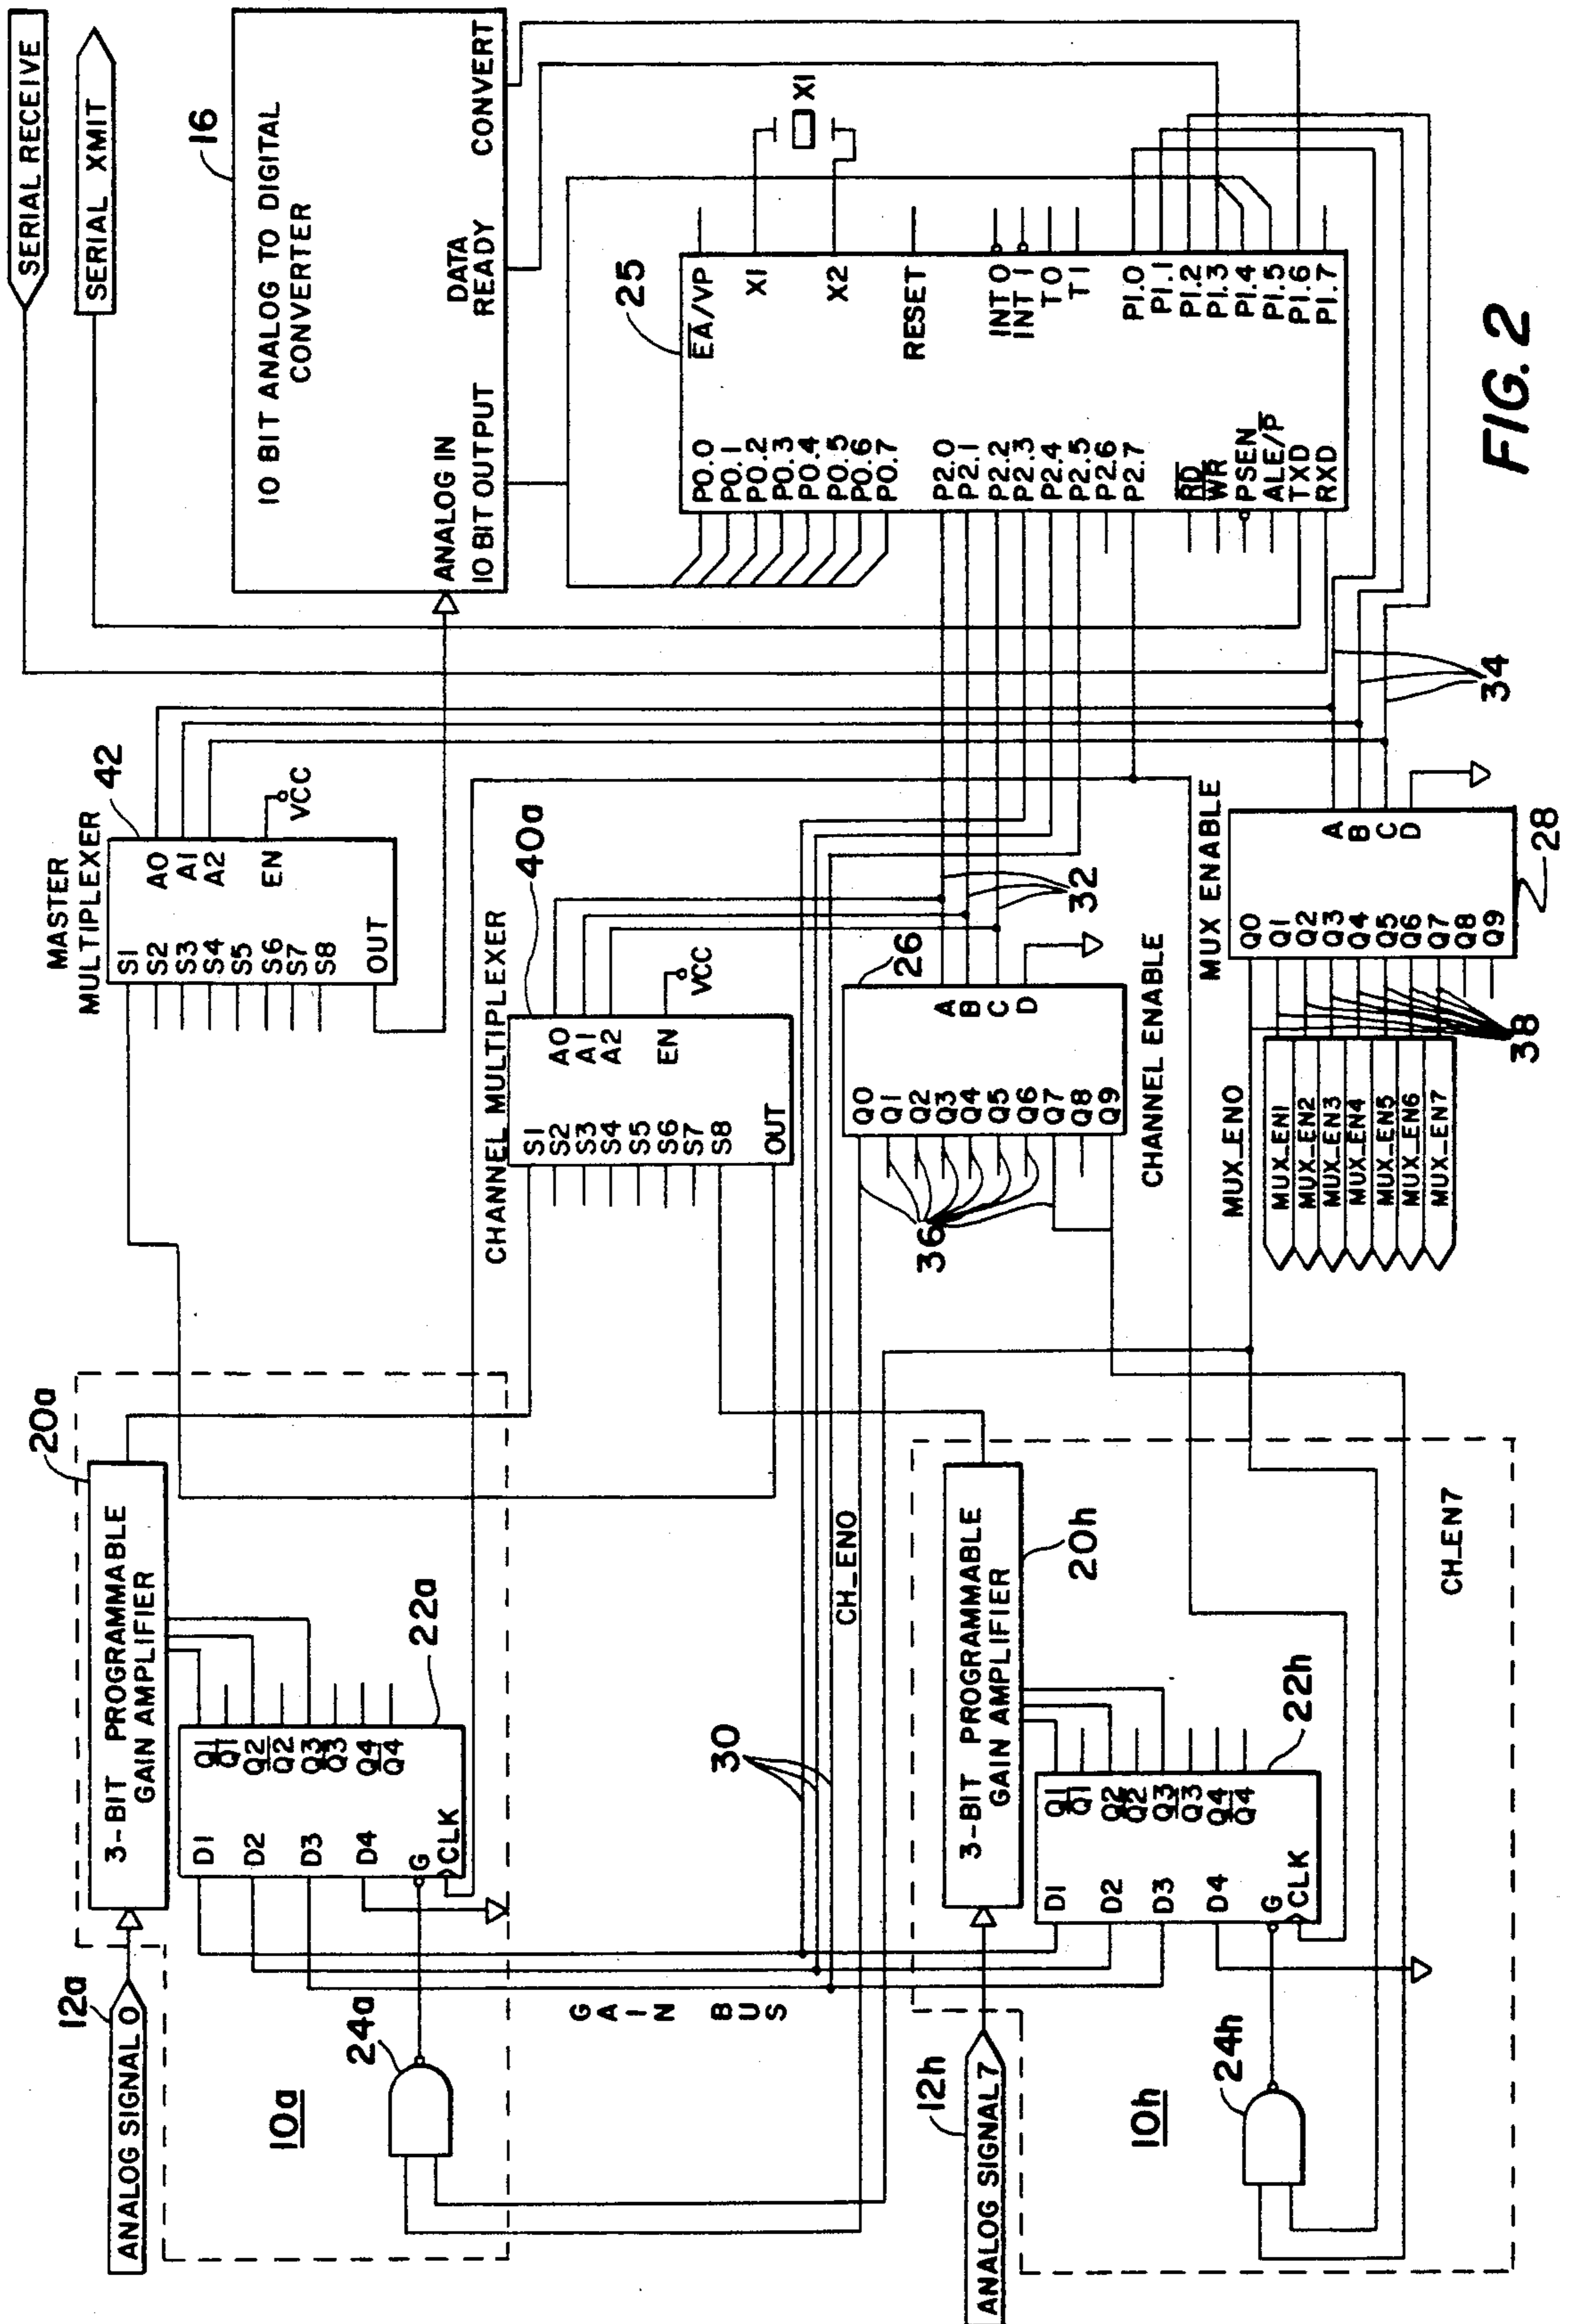 SERIAL RECEIVE
SERIAL XMIT
16
10 BIT ANALOG TO DIGITAL
CONVERTER
ANALOG IN
10 BIT OUTPUT
DATA
READY
CONVERT
MASTER
MULTIPLEXER
42
S1
S2
S3
S4
S5
S6
S7
S8
OUT
A0
A1
A2
EN
VCC
20a
3-BIT PROGRAMMABLE
GAIN AMPLIFIER
12a
ANALOG SIGNAL 0
D1
D2
D3
D4
G
CLK
Q1
Q1
Q2
Q2
Q3
Q3
Q4
Q4
22a
24a
10a
CHANNEL MULTIPLEXER
40a
S1
S2
S3
S4
S5
S6
S7
S8
OUT
A0
A1
A2
EN
VCC
25
EA/VP
X1
X2
RESET
INT 0
INT 1
T0
T1
P1.0
P1.1
P1.2
P1.3
P1.4
P1.5
P1.6
P1.7
P0.0
P0.1
P0.2
P0.3
P0.4
P0.5
P0.6
P0.7
P2.0
P2.1
P2.2
P2.3
P2.4
P2.5
P2.6
P2.7
RD
WR
PSEN
ALE/P
TXD
RXD
X1
GAIN BUS
30
32
34
26
Q0
Q1
Q2
Q3
Q4
Q5
Q6
Q7
Q8
Q9
A
B
C
D
CHANNEL ENABLE
36
CH_EN0
MUX ENABLE
28
Q0
Q1
Q2
Q3
Q4
Q5
Q6
Q7
Q8
Q9
A
B
C
D
38
MUX_EN0
MUX_EN1
MUX_EN2
MUX_EN3
MUX_EN4
MUX_EN5
MUX_EN6
MUX_EN7
12h
ANALOG SIGNAL 7
3-BIT PROGRAMMABLE
GAIN AMPLIFIER
20h
D1
D2
D3
D4
G
CLK
Q1
Q1
Q2
Q2
Q3
Q3
Q4
Q4
22h
24h
10h
CH_EN7
FIG. 2